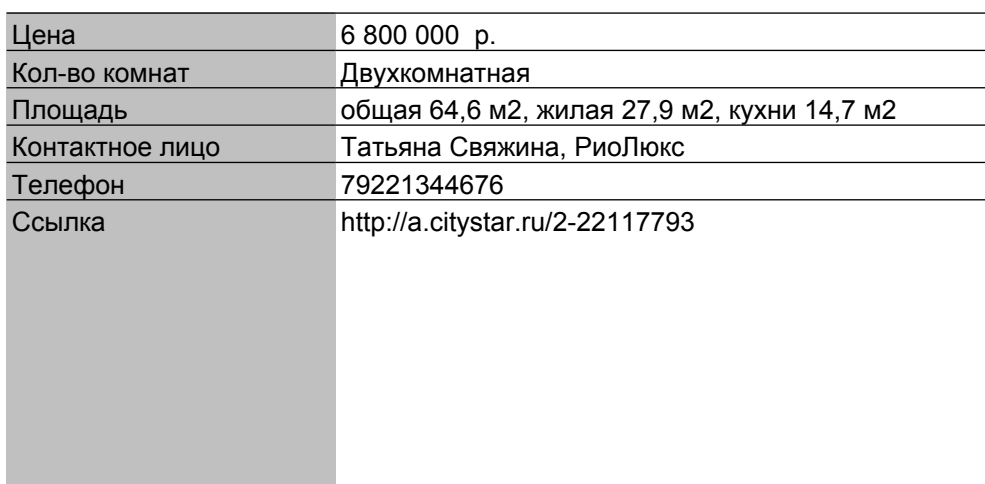 Цена 6 800 000 р.
Кол-во комнат Двухкомнатная
Площадь общая 64,6 м2, жилая 27,9 м2, кухни 14,7 м2
Контактное лицо Татьяна Свяжина, РиоЛюкс
Телефон 79221344676
Ссылка http://a.citystar.ru/2-22117793